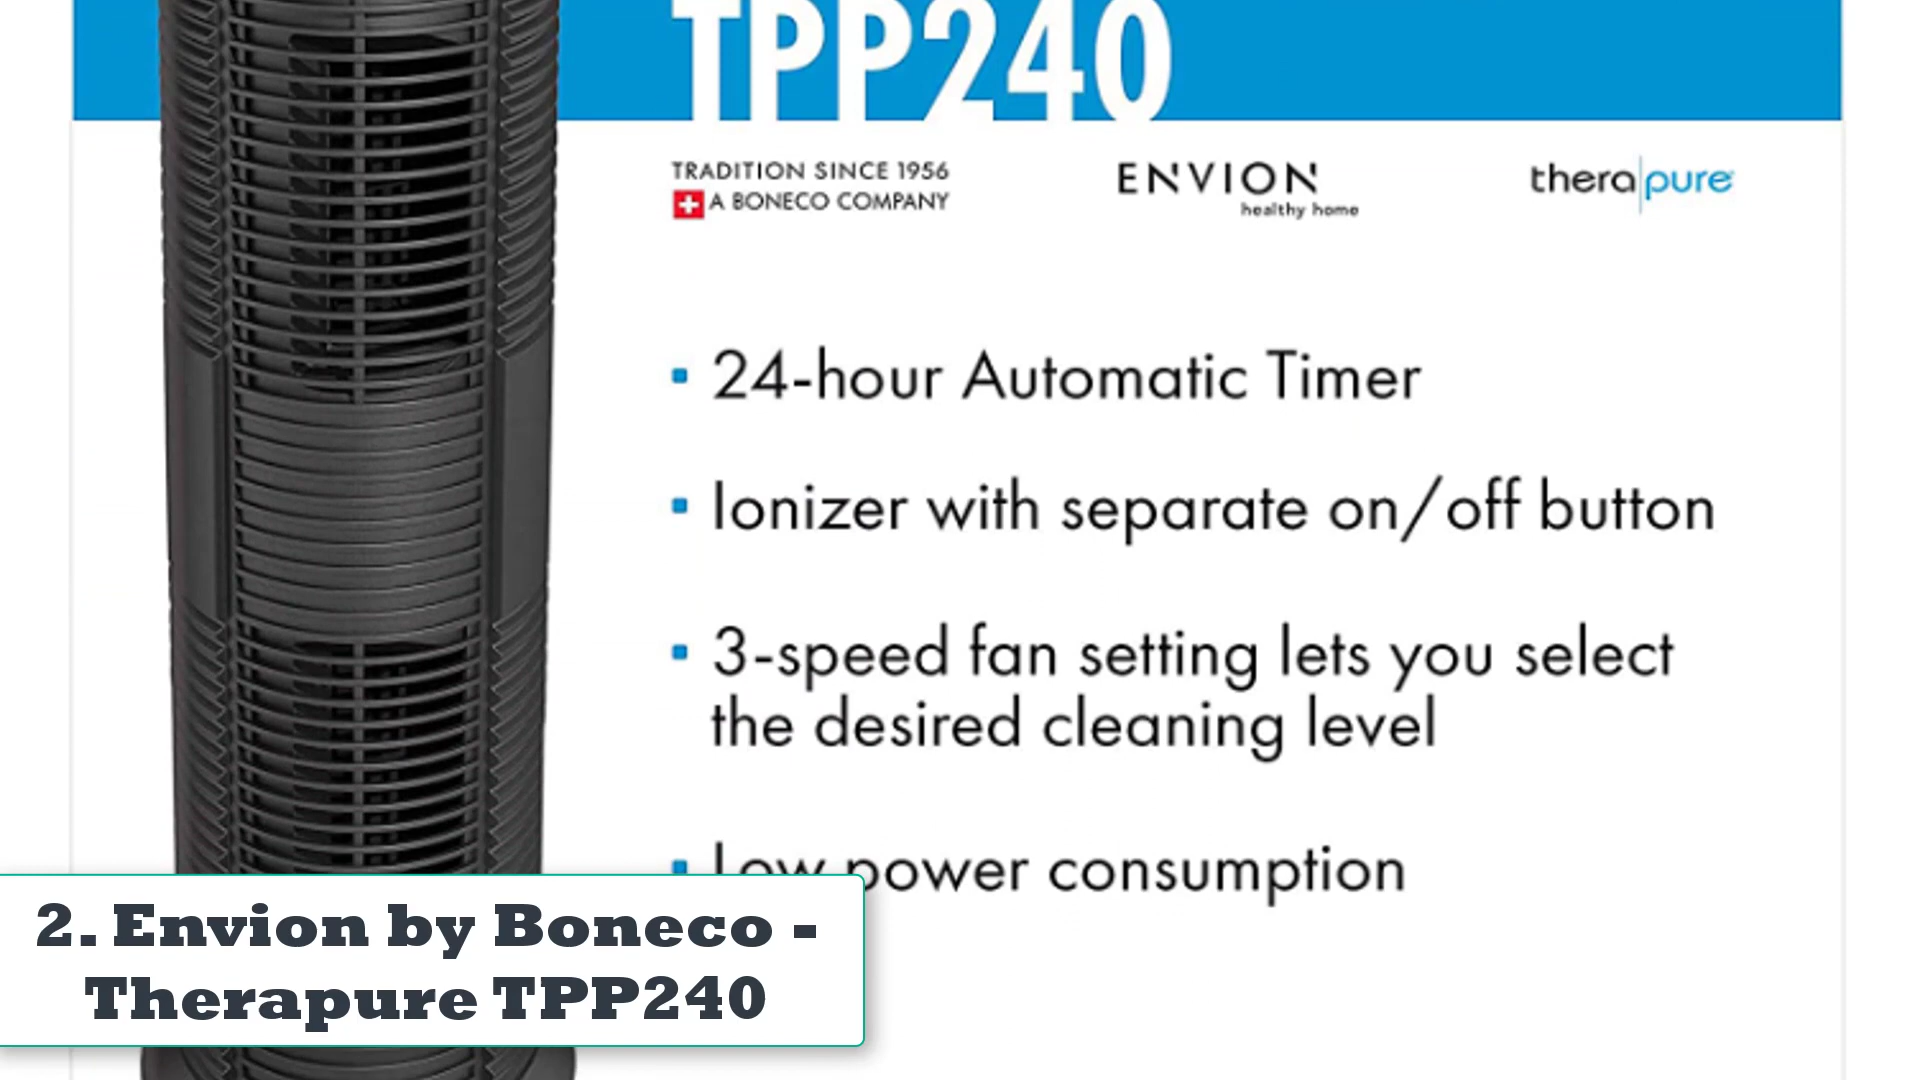 TPP240
TRADITION SINCE 1956
A BONECO COMPANY
ENVION
healthy home
therapure
24-hour Automatic Timer
Ionizer with separate on/off button
3-speed fan setting lets you select
the desired cleaning level
Low power consumption
2. Envion by Boneco -
Therapure TPP240